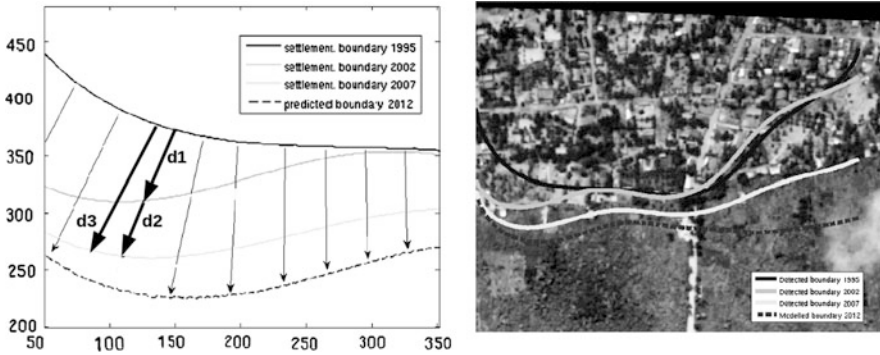 450
400
350
300
250
200
50 100 150 200 250 300 350
settlement. boundary 1995
settlement. boundary 2002
settlement. boundary 2007
predicted boundary 2012
d1
d2
d3
Detected boundary 1995
Detected boundary 2002
Detected boundary 2007
Modelled boundary 2012